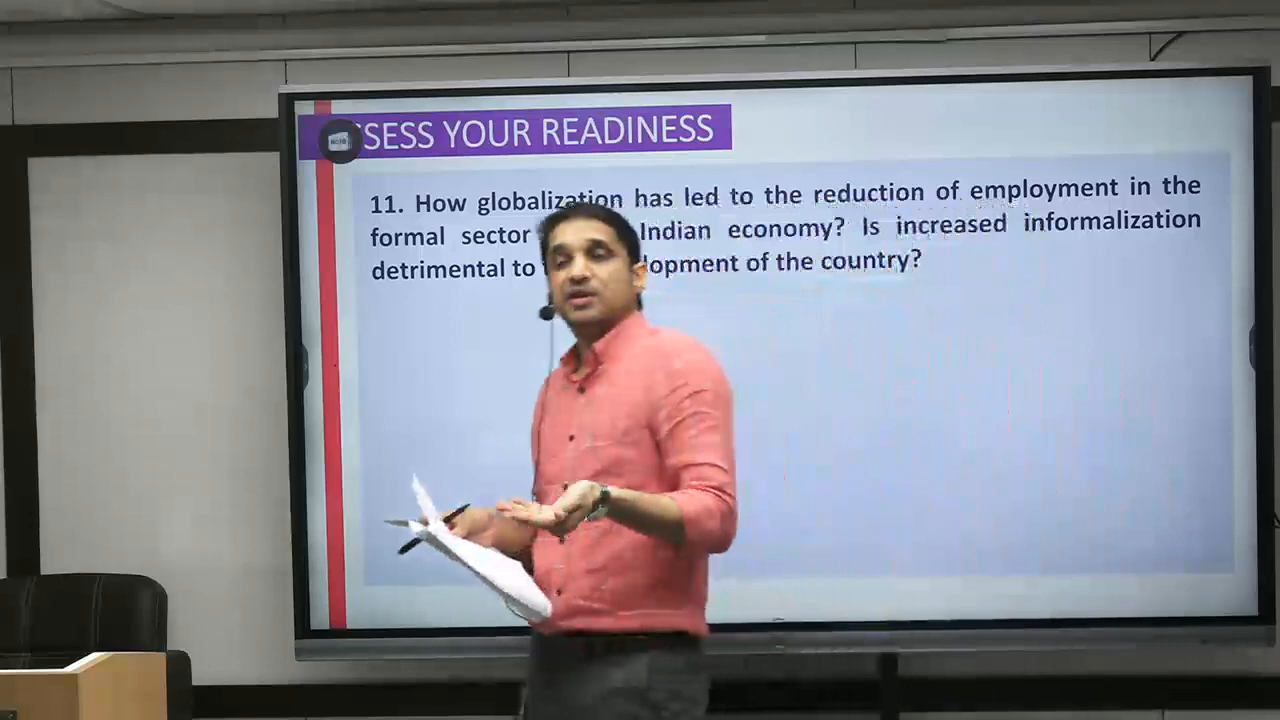 SESS YOUR READINESS
11. How globalization has led to the reduction of employment in the
formal sector Indian economy? Is increased informalization
detrimental to lopment of the country?